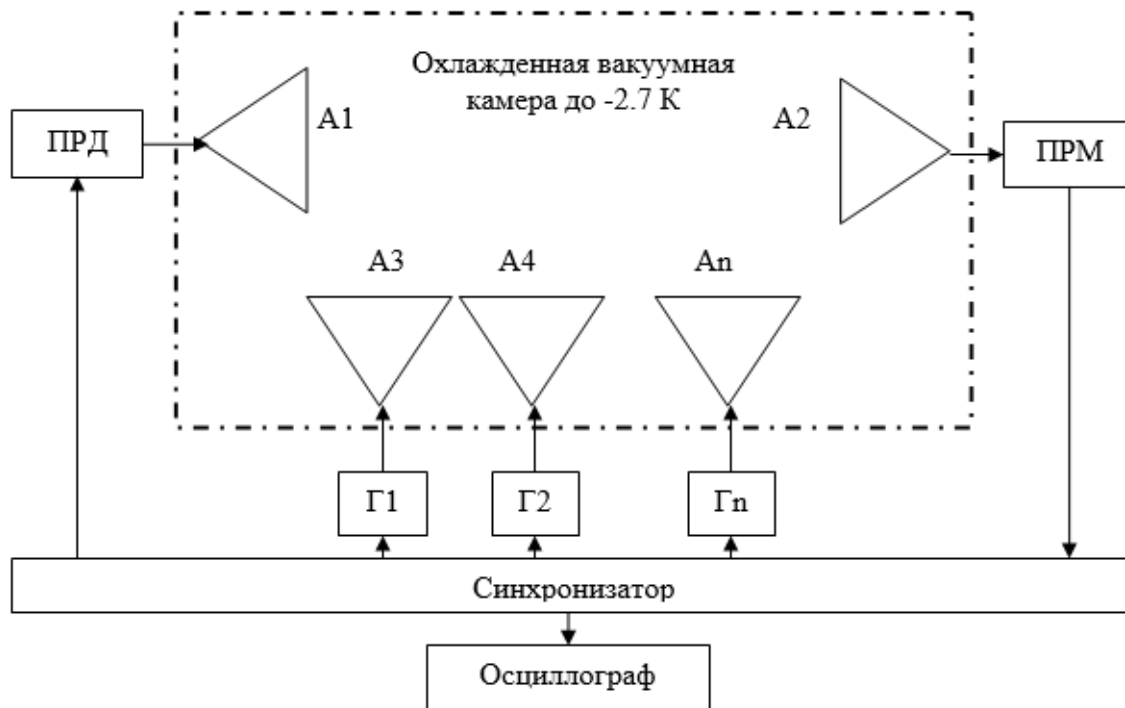 Охлажденная вакуумная
камера до -2.7 К
ПРД
А1
А2
ПРМ
А3
А4
Аn
Г1
Г2
Гn
Синхронизатор
Осциллограф